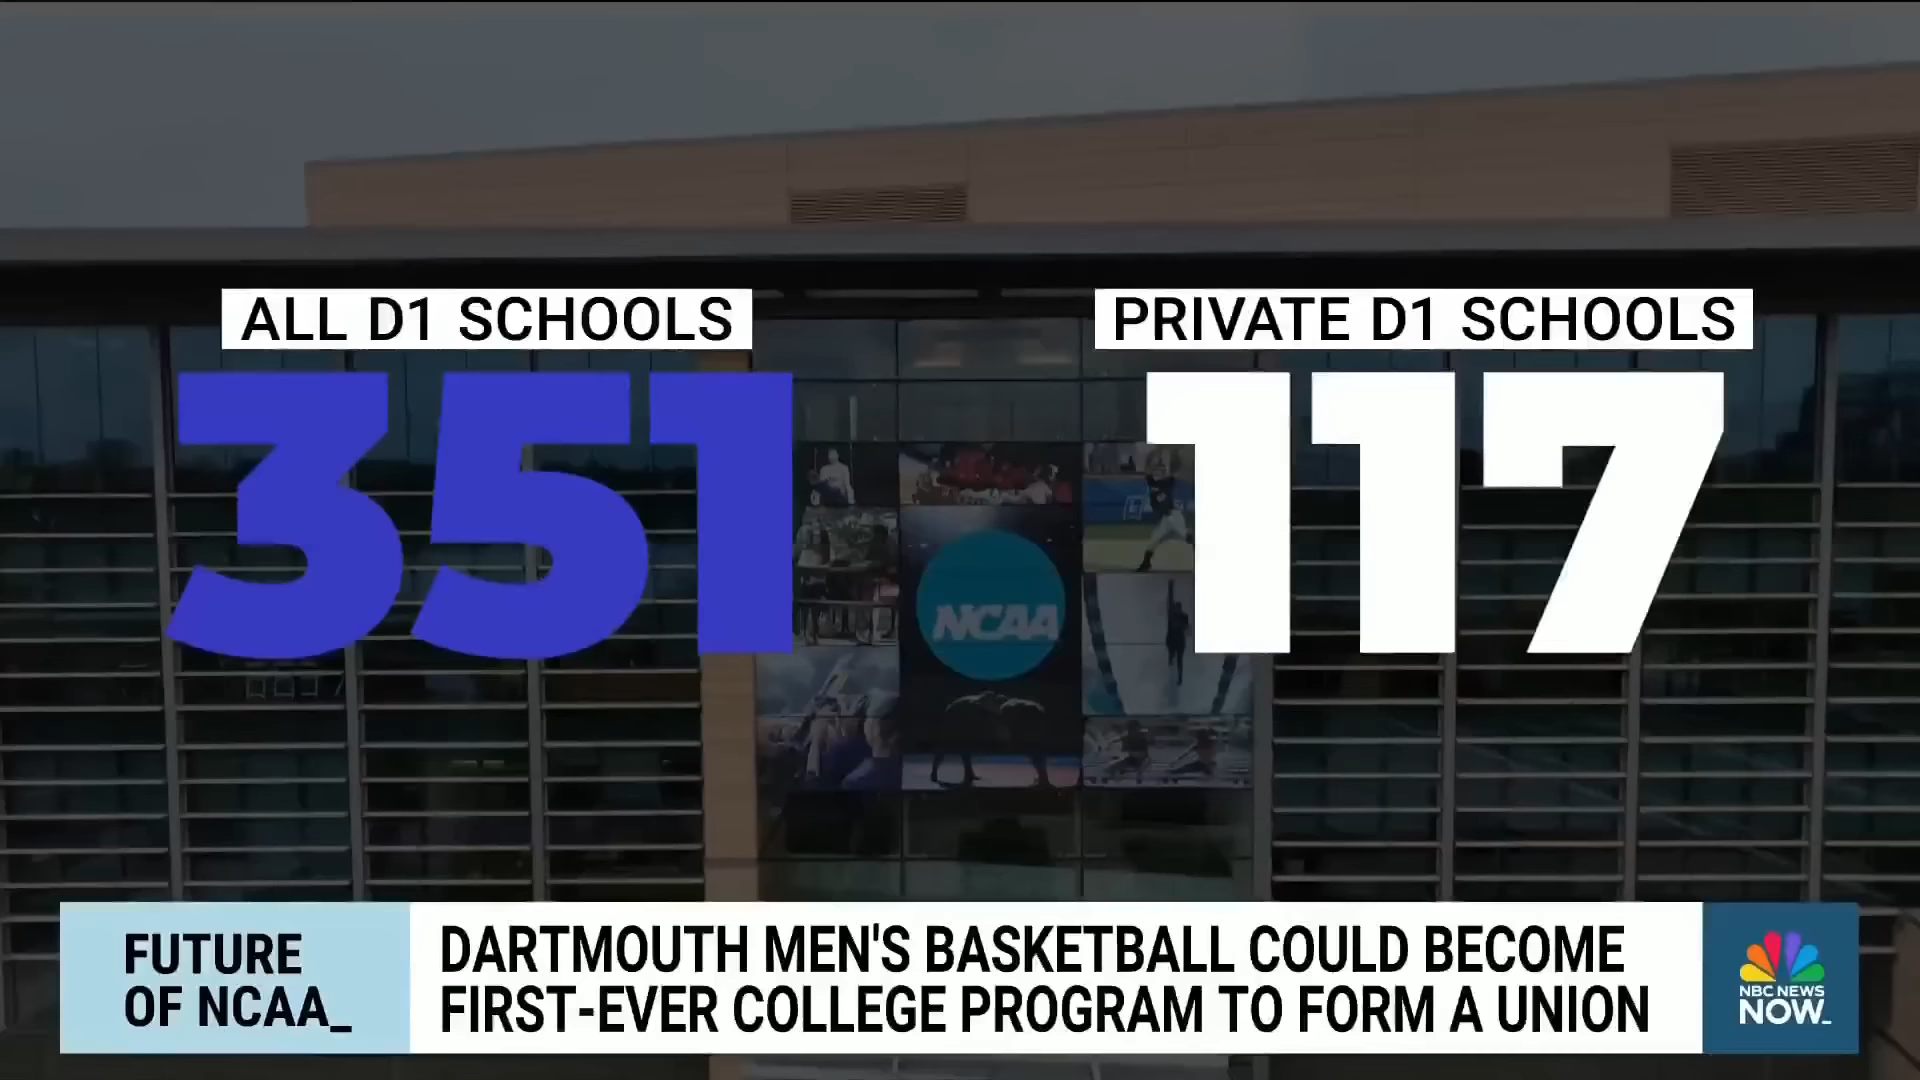 ALL D1 SCHOOLS
351
PRIVATE D1 SCHOOLS
117
NCAA
FUTURE
OF NCAA_
DARTMOUTH MEN'S BASKETBALL COULD BECOME
FIRST-EVER COLLEGE PROGRAM TO FORM A UNION
NBC NEWS
NOW_